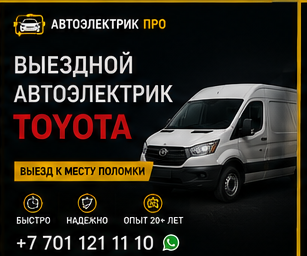 АВТОЭЛЕКТРИК ПРО
ВЫЕЗДНОЙ
АВТОЭЛЕКТРИК
TOYOTA
ВЫЕЗД К МЕСТУ ПОЛОМКИ
БЫСТРО НАДЕЖНО ОПЫТ 20+ ЛЕТ
+7 701 121 11 10